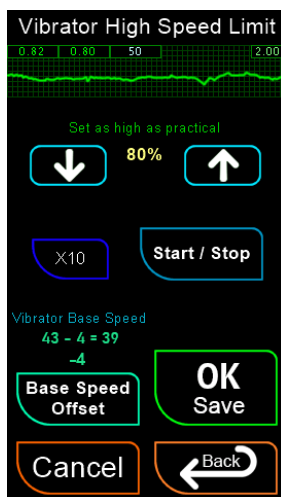 Vibrator High Speed Limit
0.82 0.80 50 2.00
Set as high as practical
80%
X10 Start / Stop
Vibrator Base Speed
43 - 4 = 39
-4
Base Speed
Offset
OK
Save
Cancel
Back